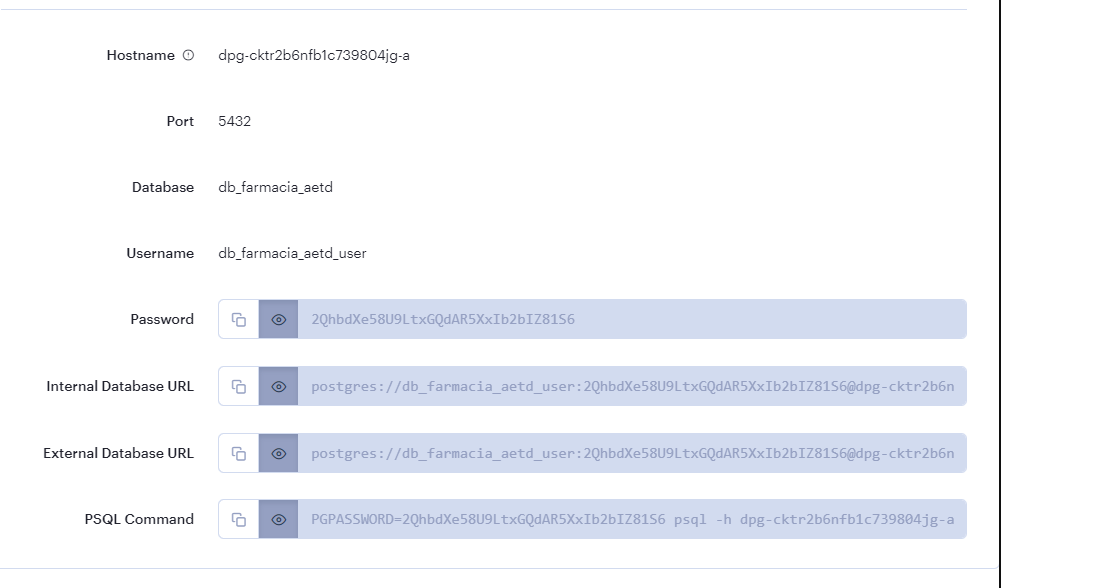 Hostname dpg-cktr2b6nfb1c739804jg-a
Port 5432
Database db_farmacia_aetd
Username db_farmacia_aetd_user
Password 2QhbdXe58U9LtxGQdAR5XxIb2bIZ81S6
Internal Database URL postgres://db_farmacia_aetd_user:2QhbdXe58U9LtxGQdAR5XxIb2bIZ81S6@dpg-cktr2b6n
External Database URL postgres://db_farmacia_aetd_user:2QhbdXe58U9LtxGQdAR5XxIb2bIZ81S6@dpg-cktr2b6n
PSQL Command PGPASSWORD=2QhbdXe58U9LtxGQdAR5XxIb2bIZ81S6 psql -h dpg-cktr2b6nfb1c739804jg-a